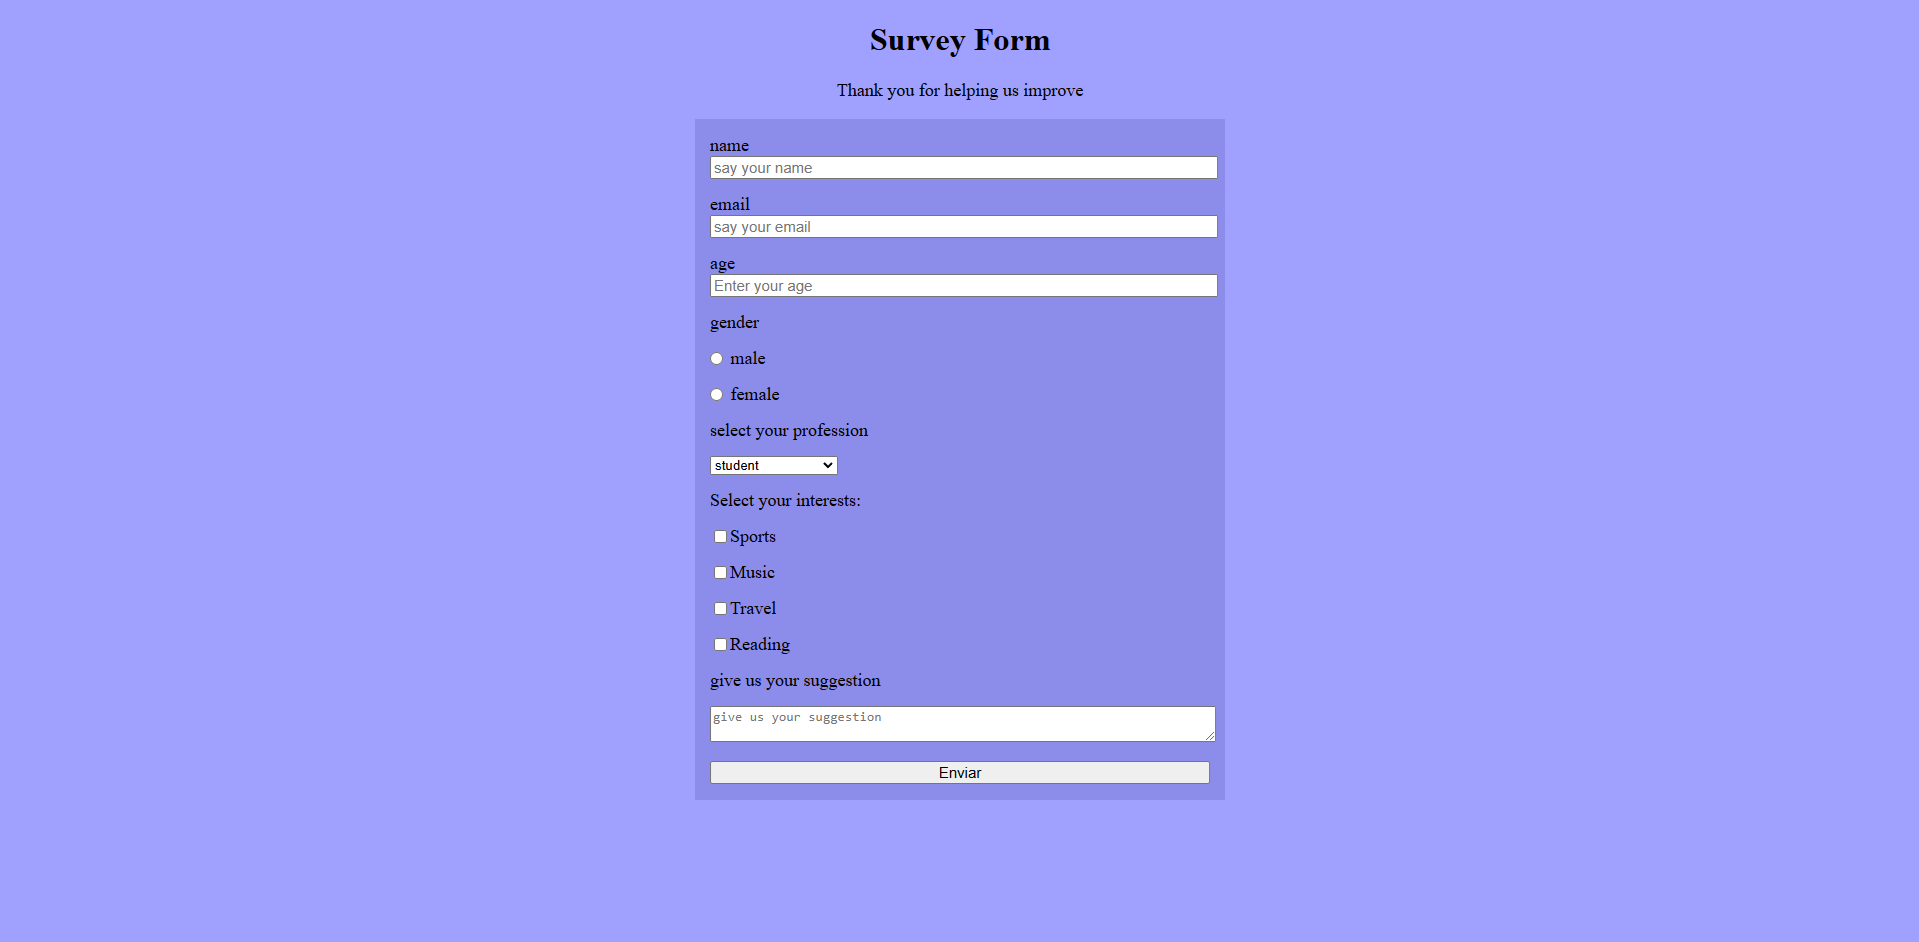 Survey Form
Thank you for helping us improve
name
say your name
email
say your email
age
Enter your age
gender
male
female
select your profession
student
Select your interests:
Sports
Music
Travel
Reading
give us your suggestion
give us your suggestion
Enviar